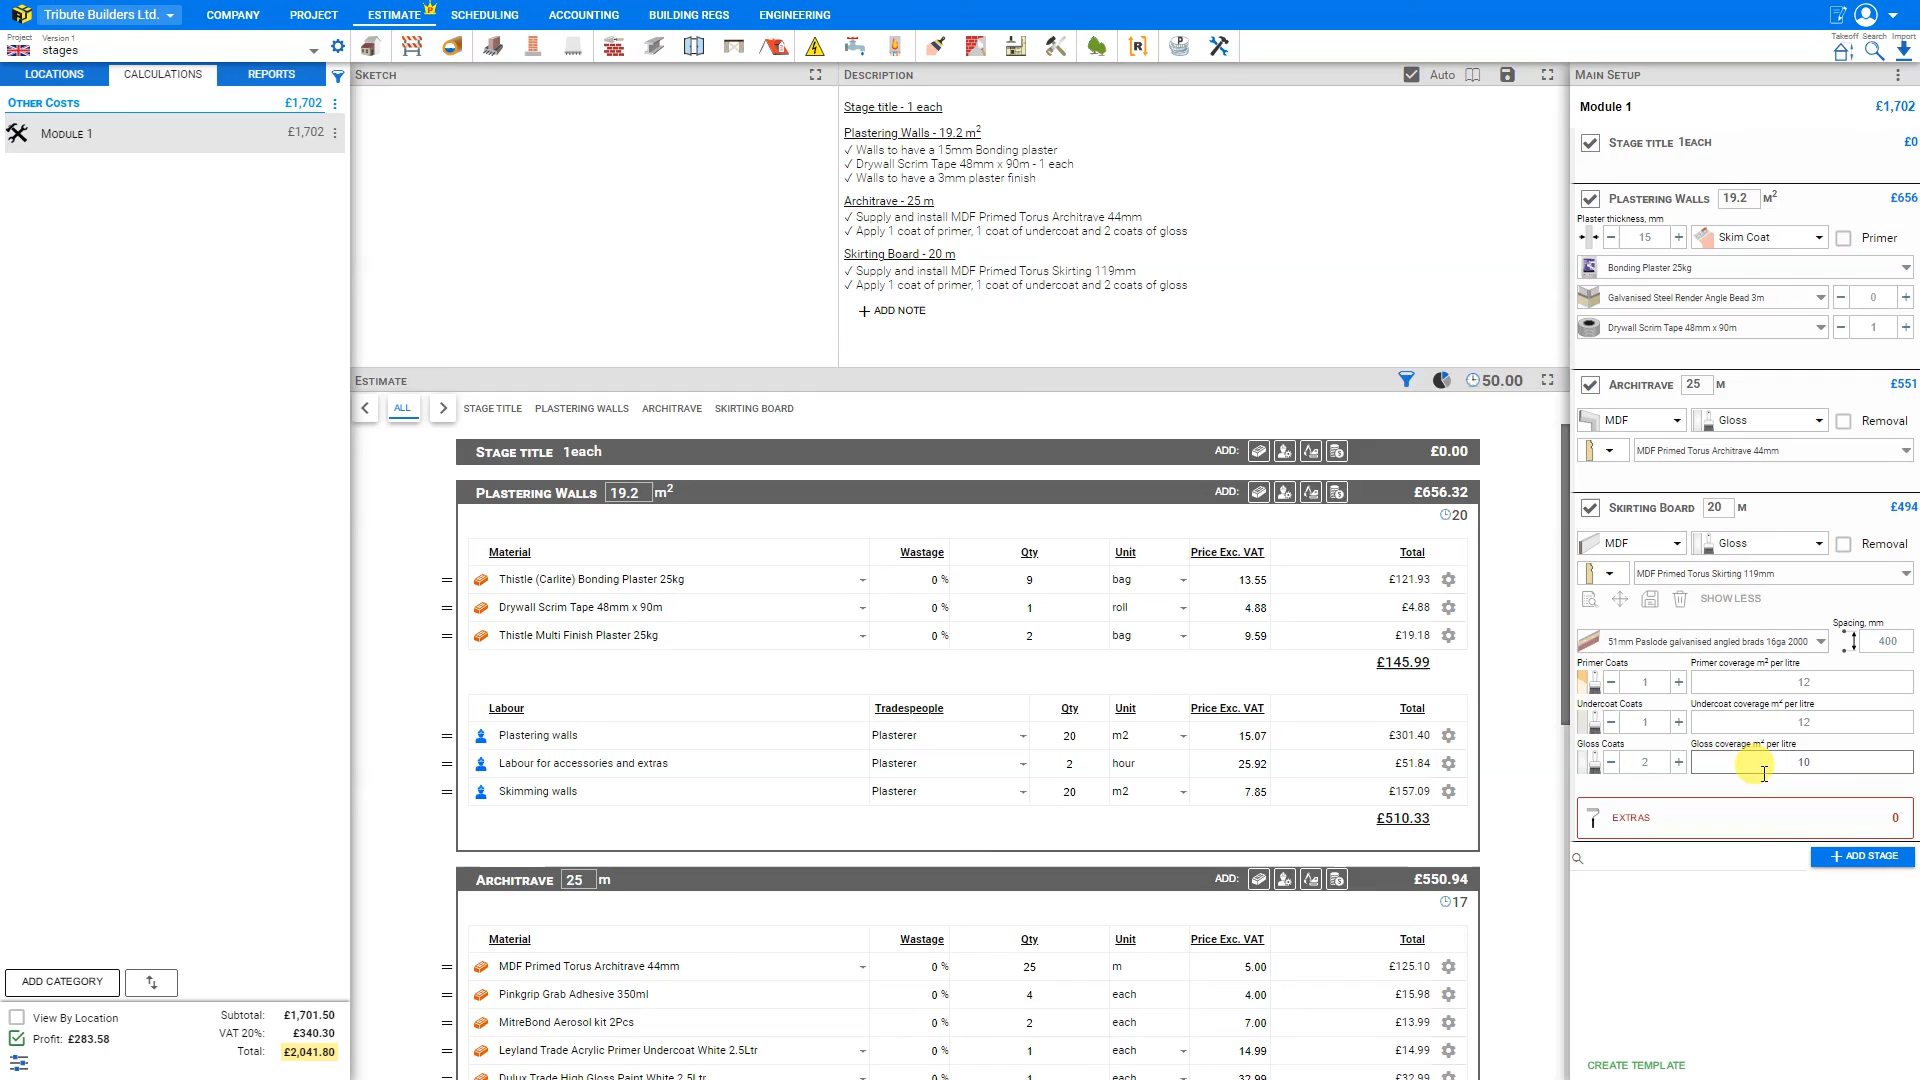 Tribute Builders Ltd.
COMPANY
PROJECT
ESTIMATE
SCHEDULING
ACCOUNTING
BUILDING REGS
ENGINEERING
Project
Version 1
stages
Takeoff
Search
Import
LOCATIONS
CALCULATIONS
REPORTS
OTHER COSTS £1,702
MODULE 1 £1,702
SKETCH
DESCRIPTION
Auto
Stage title - 1 each
Plastering Walls - 19.2 m²
✓ Walls to have a 15mm Bonding plaster
✓ Drywall Scrim Tape 48mm x 90m - 1 each
✓ Walls to have a 3mm plaster finish
Architrave - 25 m
✓ Supply and install MDF Primed Torus Architrave 44mm
✓ Apply 1 coat of primer, 1 coat of undercoat and 2 coats of gloss
Skirting Board - 20 m
✓ Supply and install MDF Primed Torus Skirting 119mm
✓ Apply 1 coat of primer, 1 coat of undercoat and 2 coats of gloss
+ ADD NOTE
ESTIMATE
50.00
ALL
STAGE TITLE
PLASTERING WALLS
ARCHITRAVE
SKIRTING BOARD
STAGE TITLE 1each ADD: £0.00
PLASTERING WALLS 19.2 m² ADD: £656.32
20
Material Wastage Qty Unit Price Exc. VAT Total
Thistle (Carlite) Bonding Plaster 25kg 0 % 9 bag 13.55 £121.93
Drywall Scrim Tape 48mm x 90m 0 % 1 roll 4.88 £4.88
Thistle Multi Finish Plaster 25kg 0 % 2 bag 9.59 £19.18
£145.99
Labour Tradespeople Qty Unit Price Exc. VAT Total
Plastering walls Plasterer 20 m2 15.07 £301.40
Labour for accessories and extras Plasterer 2 hour 25.92 £51.84
Skimming walls Plasterer 20 m2 7.85 £157.09
£510.33
ARCHITRAVE 25 m ADD: £550.94
17
Material Wastage Qty Unit Price Exc. VAT Total
MDF Primed Torus Architrave 44mm 0 % 25 m 5.00 £125.10
Pinkgrip Grab Adhesive 350ml 0 % 4 each 4.00 £15.98
MitreBond Aerosol kit 2Pcs 0 % 2 each 7.00 £13.99
Leyland Trade Acrylic Primer Undercoat White 2.5Ltr 0 % 1 each 14.99 £14.99
Dulux Trade High Gloss Paint White 2.5Ltr 0 % 1 each 32.99 £32.99
MAIN SETUP
Module 1 £1,702
STAGE TITLE 1EACH £0
PLASTERING WALLS 19.2 M² £656
Plaster thickness, mm
15 Skim Coat Primer
Bonding Plaster 25kg
Galvanised Steel Render Angle Bead 3m 0
Drywall Scrim Tape 48mm x 90m 1
ARCHITRAVE 25 M £551
MDF Gloss Removal
MDF Primed Torus Architrave 44mm
SKIRTING BOARD 20 M £494
MDF Gloss Removal
MDF Primed Torus Skirting 119mm
SHOW LESS
Spacing, mm
51mm Paslode galvanised angled brads 16ga 2000 400
Primer Coats Primer coverage m² per litre
1 12
Undercoat Coats Undercoat coverage m² per litre
1 12
Gloss Coats Gloss coverage m² per litre
2 10
EXTRAS 0
+ ADD STAGE
CREATE TEMPLATE
ADD CATEGORY
View By Location
Profit: £283.58
Subtotal: £1,701.50
VAT 20%: £340.30
Total: £2,041.80